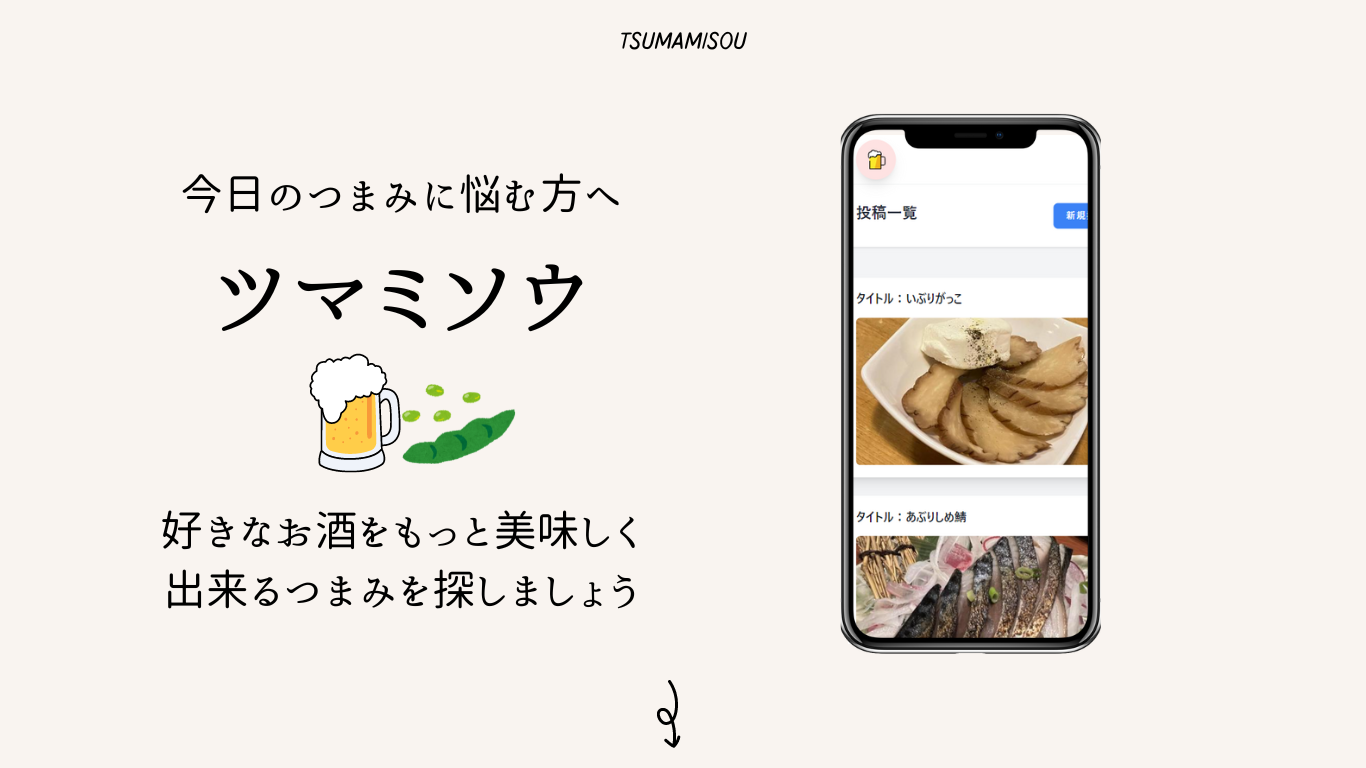 TSUMAMISOU
今日のつまみに悩む方へ
ツマミソウ
好きなお酒をもっと美味しく
出来るつまみを探しましょう
投稿一覧
新規
タイトル：いぶりがっこ
タイトル：あぶりしめ鯖